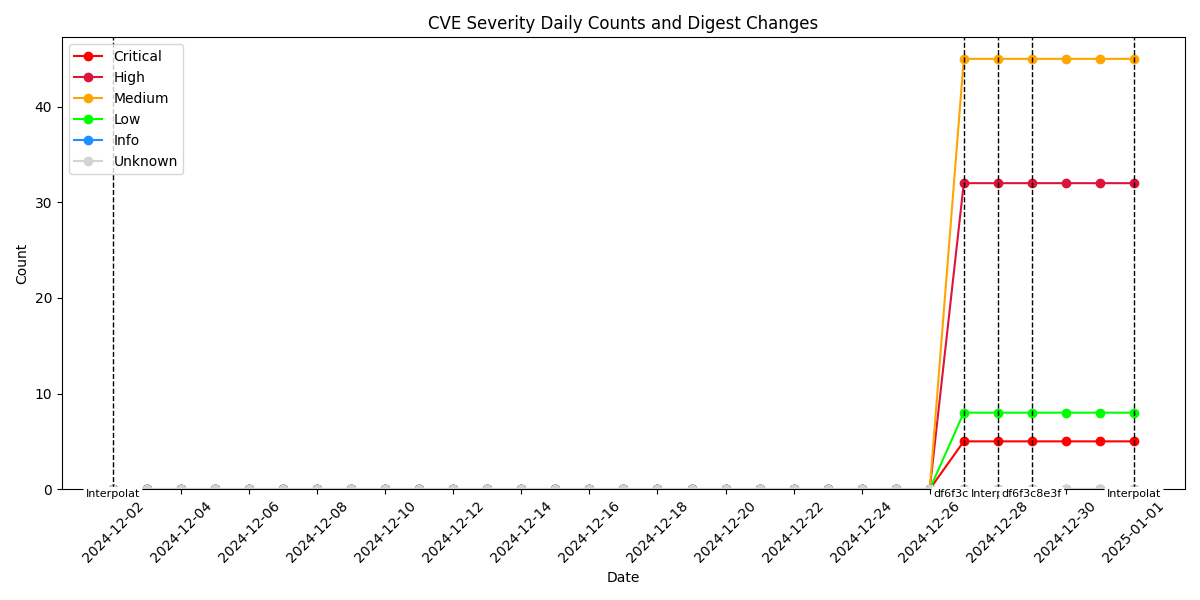 CVE Severity Daily Counts and Digest Changes
Critical
High
Medium
Low
Info
Unknown
Count
40
30
20
10
0
Interpolat
df6f3c
Inter
df6f3c8e3f
Interpolat
2024-12-02
2024-12-04
2024-12-06
2024-12-08
2024-12-10
2024-12-12
2024-12-14
2024-12-16
2024-12-18
2024-12-20
2024-12-22
2024-12-24
2024-12-26
2024-12-28
2024-12-30
2025-01-01
Date